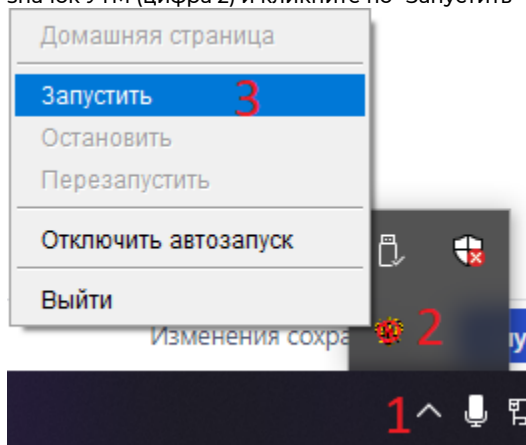 значок УТМ (цифра 2) и кликните по "Запустить"
Домашняя страница
Запустить 3
Остановить
Перезапустить
Отключить автозапуск
Выйти
Изменения сохра
2
1